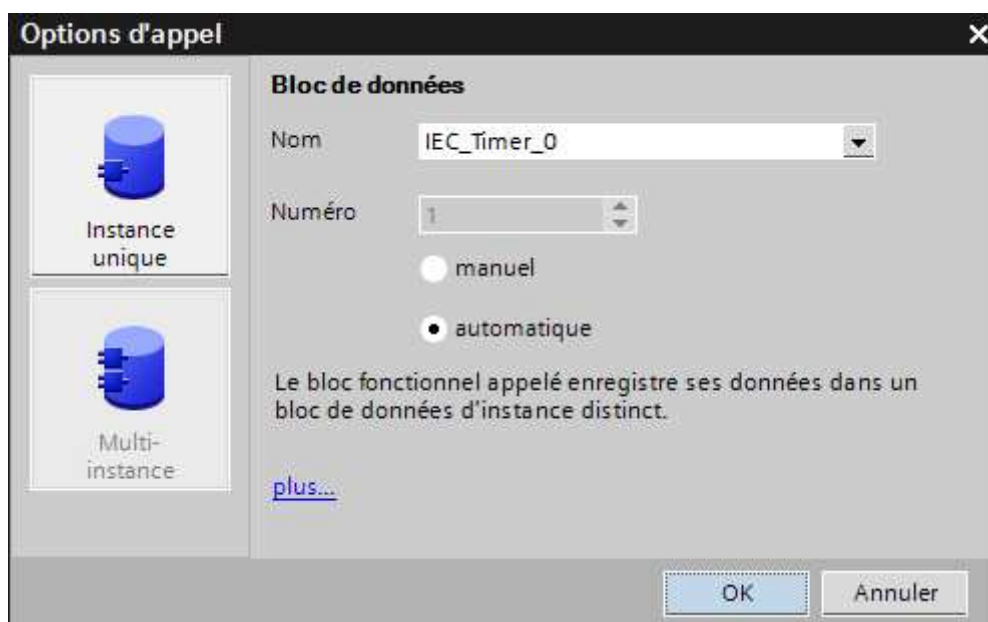 Options d'appel
Bloc de données
Nom
IEC_Timer_0
Numéro
1
manuel
automatique
Instance
unique
Multi-
instance
Le bloc fonctionnel appelé enregistre ses données dans un
bloc de données d'instance distinct.
plus...
OK
Annuler